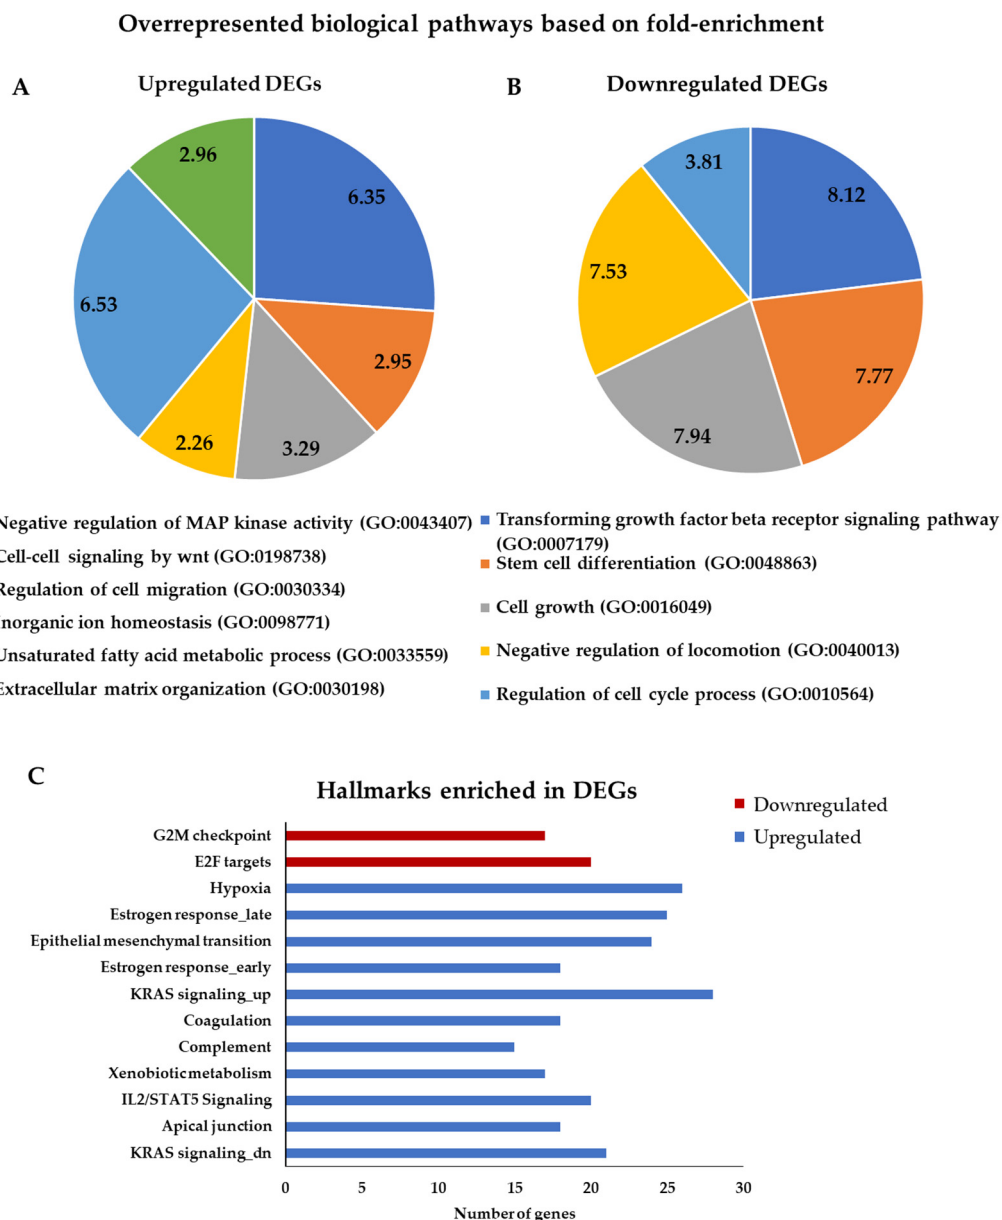 Overrepresented biological pathways based on fold-enrichment
A
Upregulated DEGs
2.96
6.35
6.53
2.95
2.26
3.29
Negative regulation of MAP kinase activity (GO:0043407)
Cell-cell signaling by wnt (GO:0198738)
Regulation of cell migration (GO:0030334)
Inorganic ion homeostasis (GO:0098771)
Unsaturated fatty acid metabolic process (GO:0033559)
Extracellular matrix organization (GO:0030198)
B
Downregulated DEGs
3.81
8.12
7.53
7.77
7.94
Transforming growth factor beta receptor signaling pathway
(GO:0007179)
Stem cell differentiation (GO:0048863)
Cell growth (GO:0016049)
Negative regulation of locomotion (GO:0040013)
Regulation of cell cycle process (GO:0010564)
C
Hallmarks enriched in DEGs
Downregulated
Upregulated
G2M checkpoint
E2F targets
Hypoxia
Estrogen response_late
Epithelial mesenchymal transition
Estrogen response_early
KRAS signaling_up
Coagulation
Complement
Xenobiotic metabolism
IL2/STAT5 Signaling
Apical junction
KRAS signaling_dn
0 5 10 15 20 25 30
Number of genes